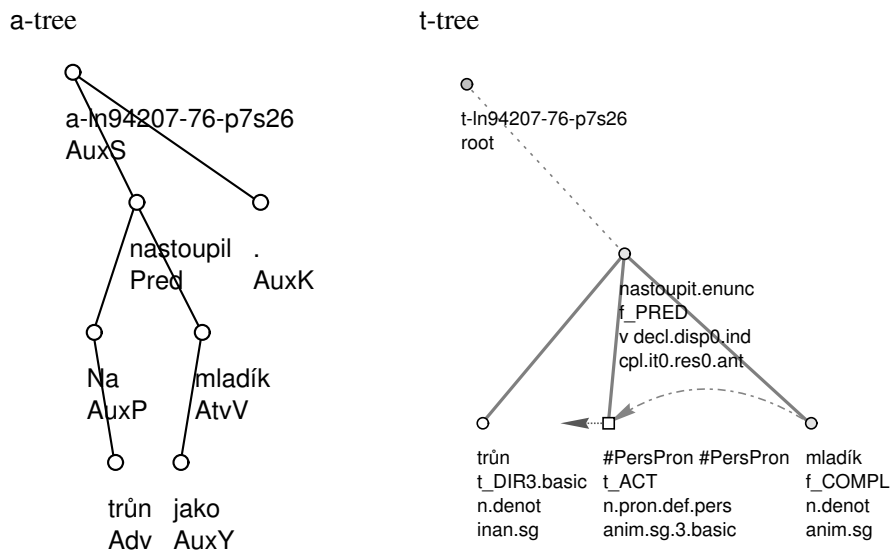 a-tree
a-ln94207-76-p7s26
AuxS
nastoupil .
Pred AuxK
Na mladík
AuxP AtvV
trůn jako
Adv AuxY
t-tree
t-ln94207-76-p7s26
root
nastoupit.enunc
f_PRED
v decl.disp0.ind
cpl.it0.res0.ant
trůn #PersPron #PersPron mladík
t_DIR3.basic t_ACT f_COMPL
n.denot n.pron.def.pers n.denot
inan.sg anim.sg.3.basic anim.sg